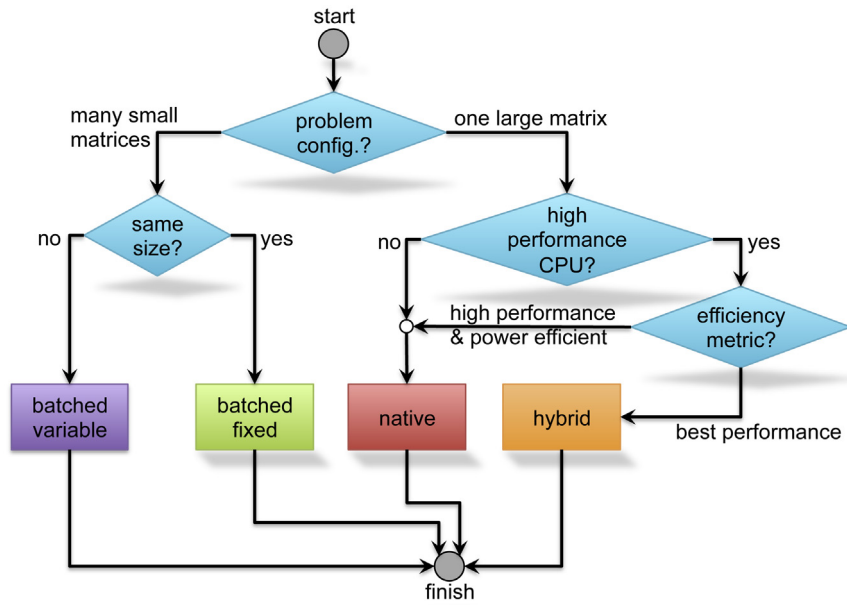 start
many small
matrices
problem
config.?
one large matrix
same
size?
no
yes
high
performance
CPU?
no
yes
high performance
& power efficient
efficiency
metric?
batched
variable
batched
fixed
native
hybrid
best performance
finish